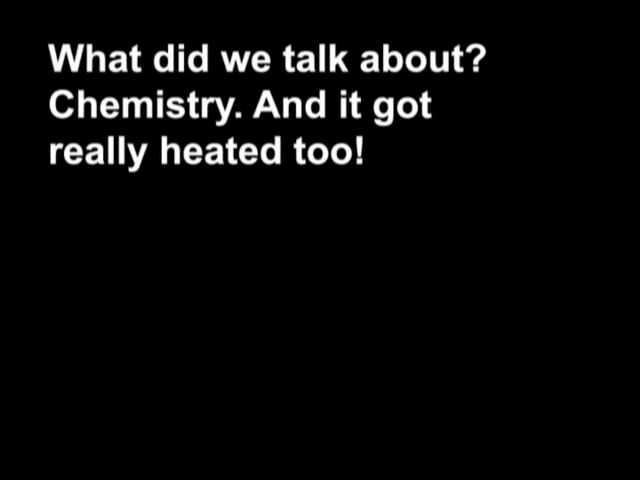 What did we talk about?
Chemistry. And it got
really heated too!